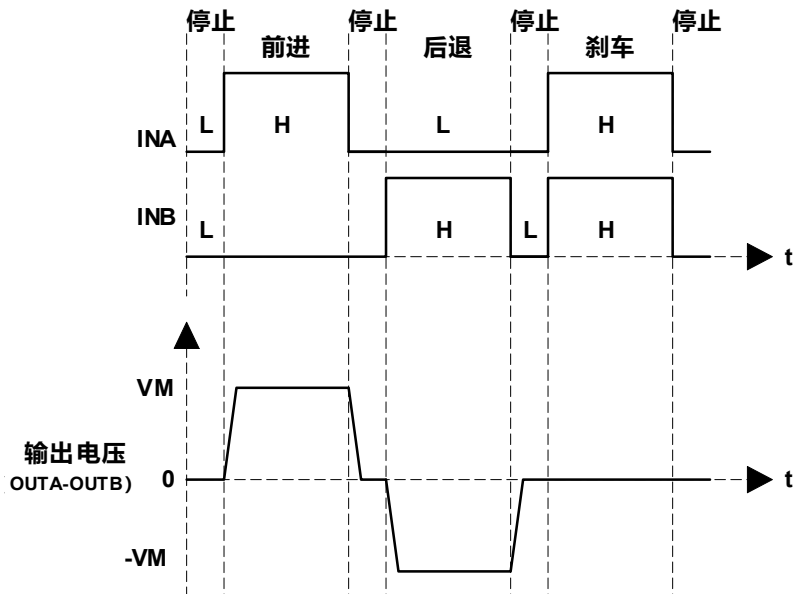 停止 停止 停止 停止
前进 后退 刹车
INA L H L H
INB L H L H
t
VM
输出电压
OUTA-OUTB) 0 t
-VM